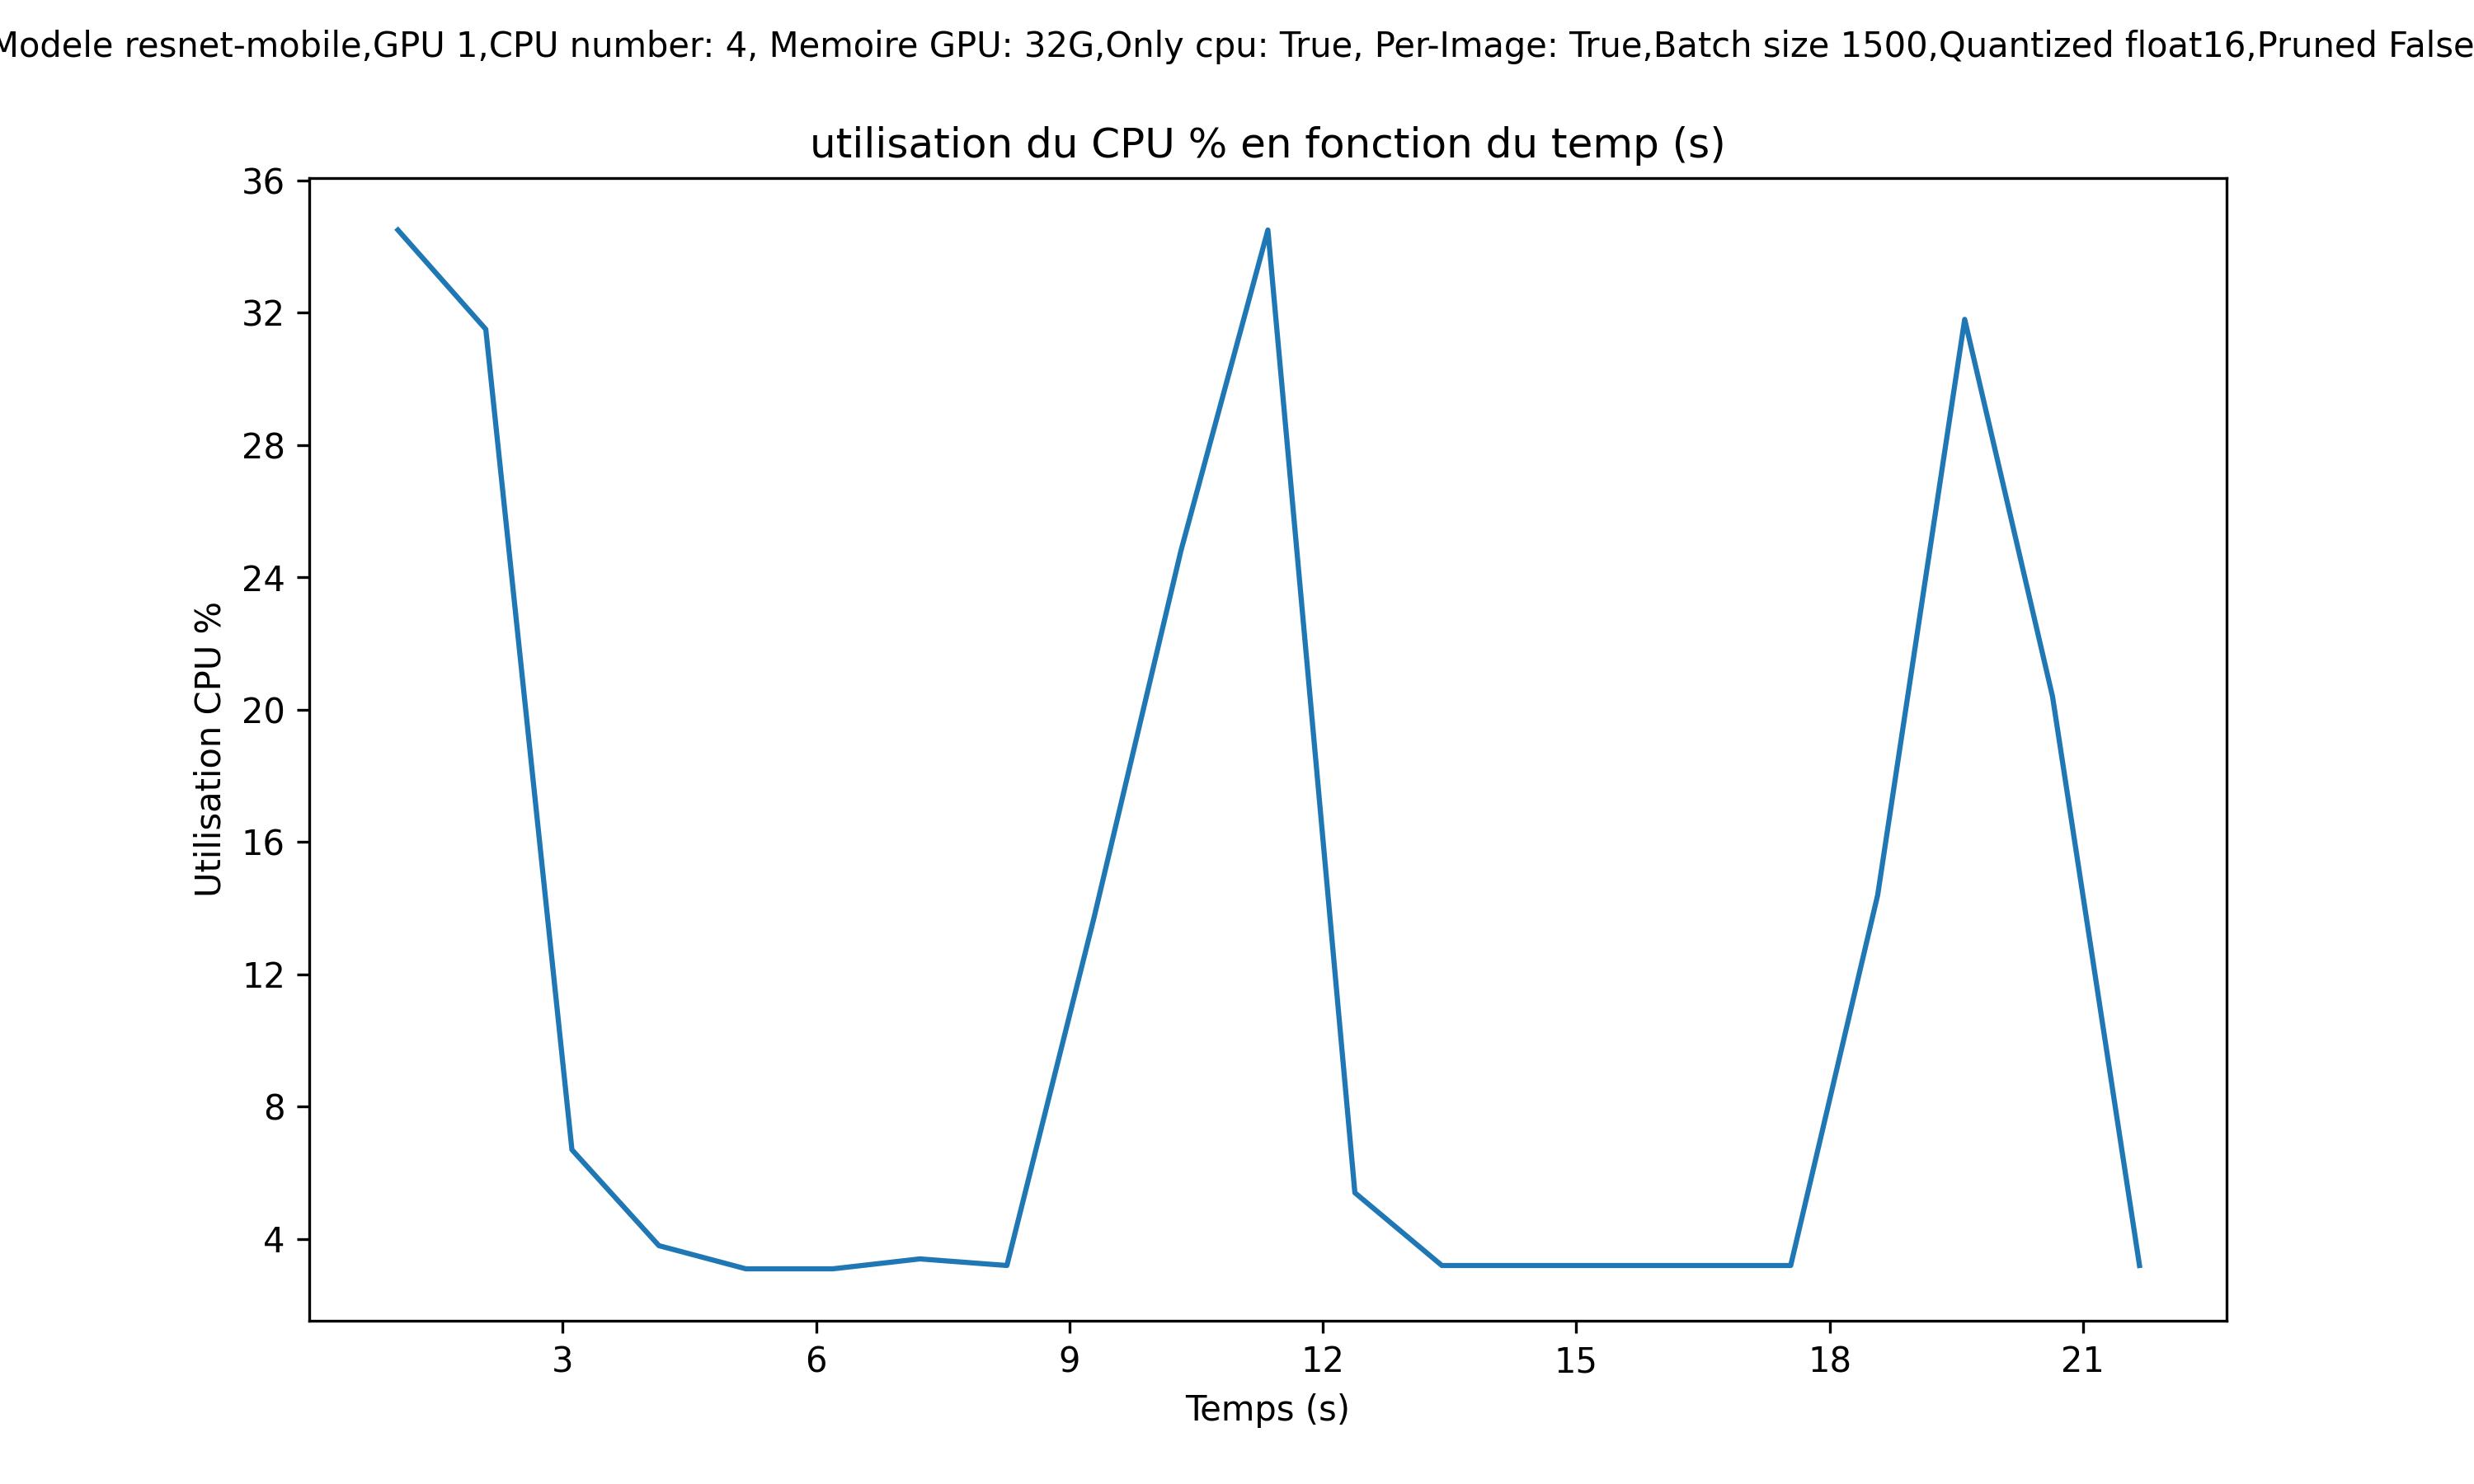 Modele resnet-mobile,GPU 1,CPU number: 4, Memoire GPU: 32G,Only cpu: True, Per-Image: True,Batch size 1500,Quantized float16,Pruned False
utilisation du CPU % en fonction du temp (s)
36
32
28
24
20
16
12
8
4
Utilisation CPU %
3 6 9 12 15 18 21
Temps (s)